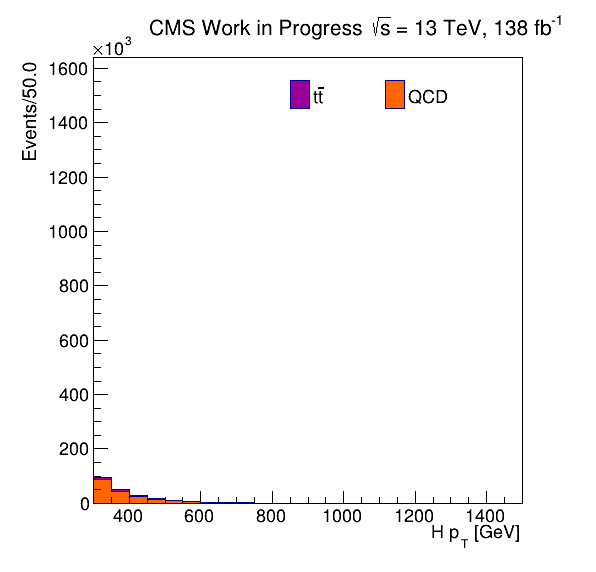 CMS Work in Progress √s = 13 TeV, 138 fb⁻¹
×10³
Events/50.0
1600
1400
1200
1000
800
600
400
200
0
tt̄
QCD
400 600 800 1000 1200 1400
H p_T [GeV]